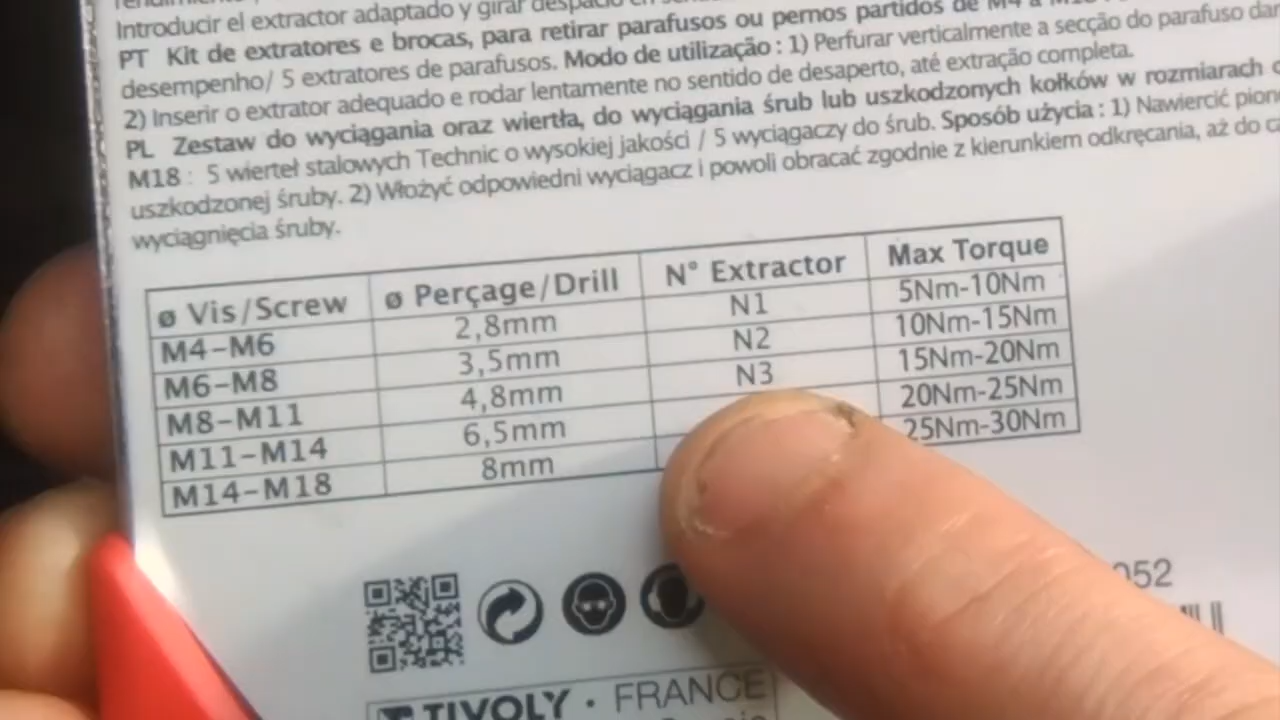 Introducir el extractor adaptado y girar despacio en
PT Kit de extratores e brocas, para retirar parafusos ou pernos partidos de M4 a
desempenho/ 5 extratores de parafusos. Modo de utilização : 1) Perfurar verticalmente a secção do parafuso
2) Inserir o extrator adequado e rodar lentamente no sentido de desaperto, até extração completa.
PL Zestaw do wyciągania oraz wiertła, do wyciągania śrub lub uszkodzonych kołków w rozmiarach
M18 : 5 wierteł stalowych Technic o wysokiej jakości / 5 wyciągaczy do śrub. Sposób użycia : 1) Nawiercić
uszkodzonej śruby. 2) Włożyć odpowiedni wyciągacz i powoli obracać zgodnie z kierunkiem odkręcania, aż do
wyciągnięcia śruby.
ø Vis/Screw ø Perçage/Drill N° Extractor Max Torque
M4-M6 2,8mm N1 5Nm-10Nm
M6-M8 3,5mm N2 10Nm-15Nm
M8-M11 4,8mm N3 15Nm-20Nm
M11-M14 6,5mm 20Nm-25Nm
M14-M18 8mm 25Nm-30Nm
052
TIVOLY · FRANCE